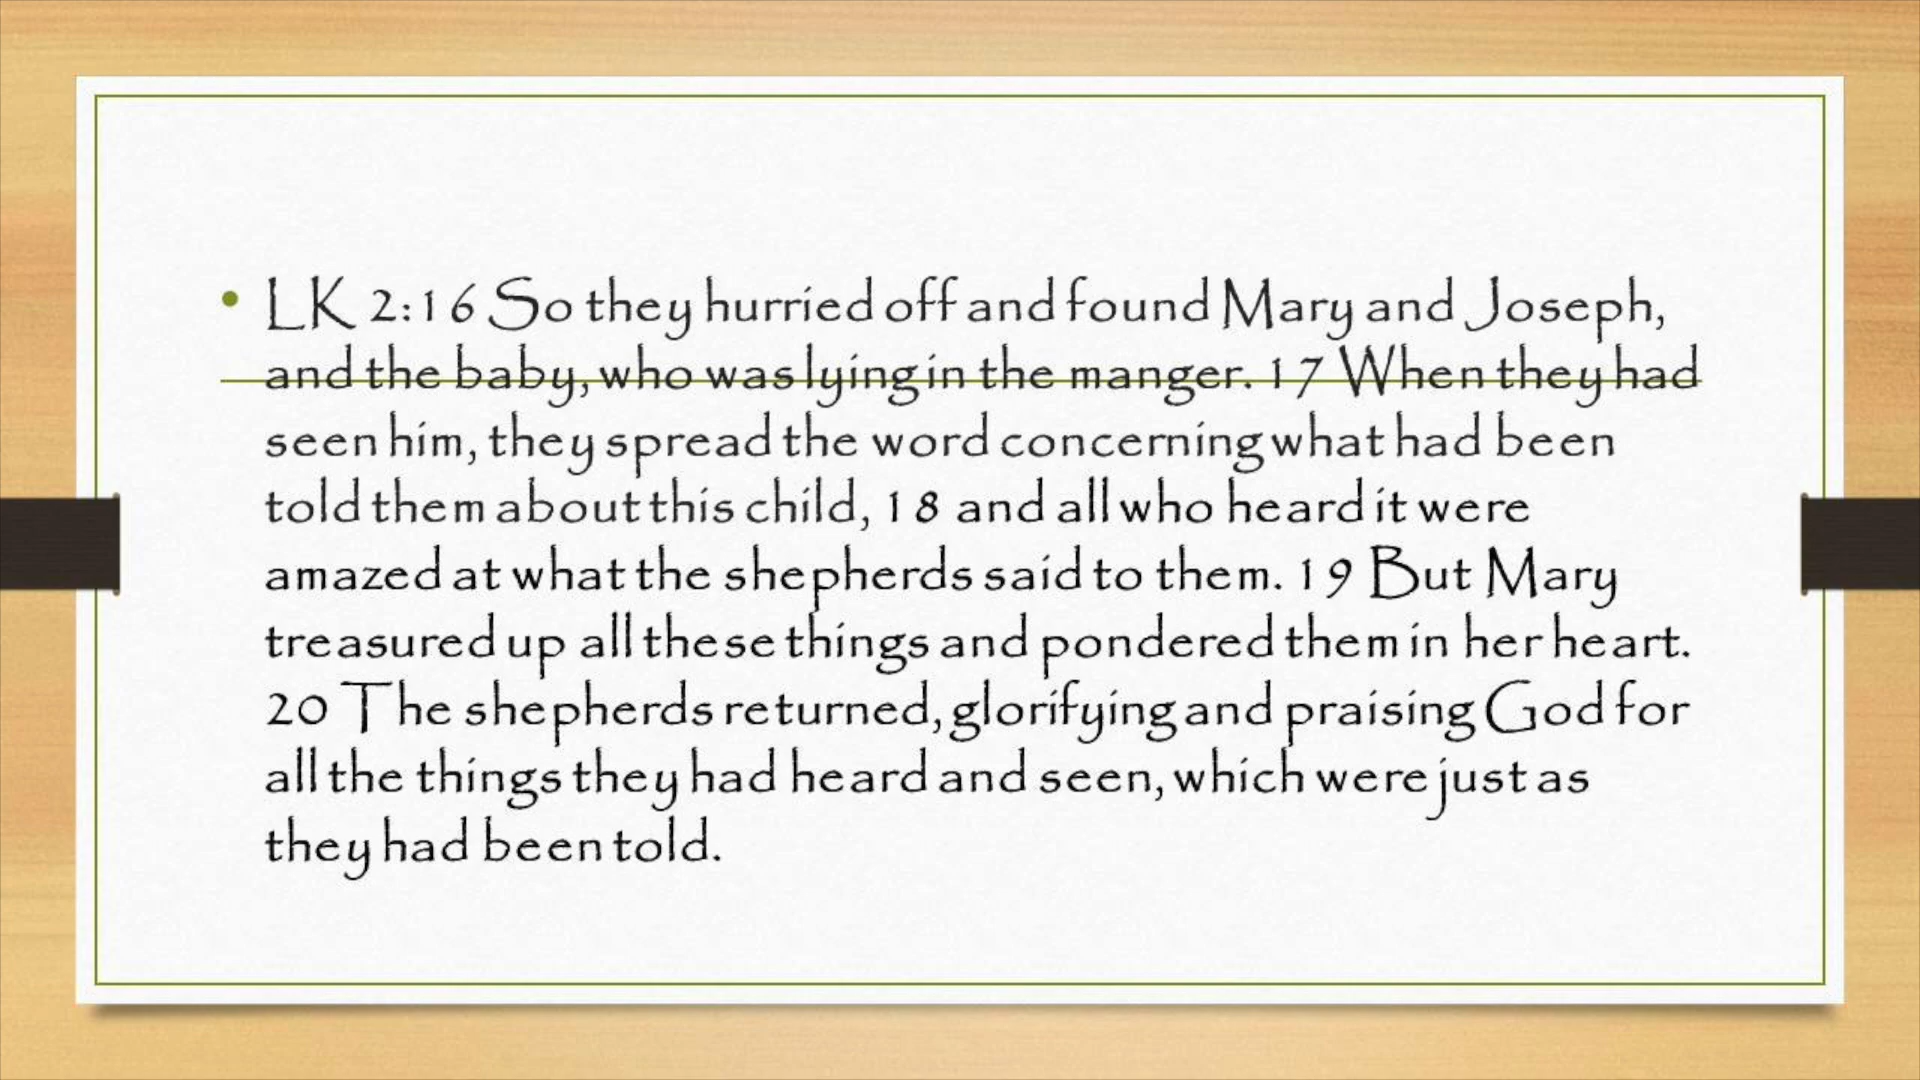 • LK 2:16 So they hurried off and found Mary and Joseph,
and the baby, who was lying in the manger. 17 When they had
seen him, they spread the word concerning what had been
told them about this child, 18 and all who heard it were
amazed at what the shepherds said to them. 19 But Mary
treasured up all these things and pondered them in her heart.
20 The shepherds returned, glorifying and praising God for
all the things they had heard and seen, which were just as
they had been told.